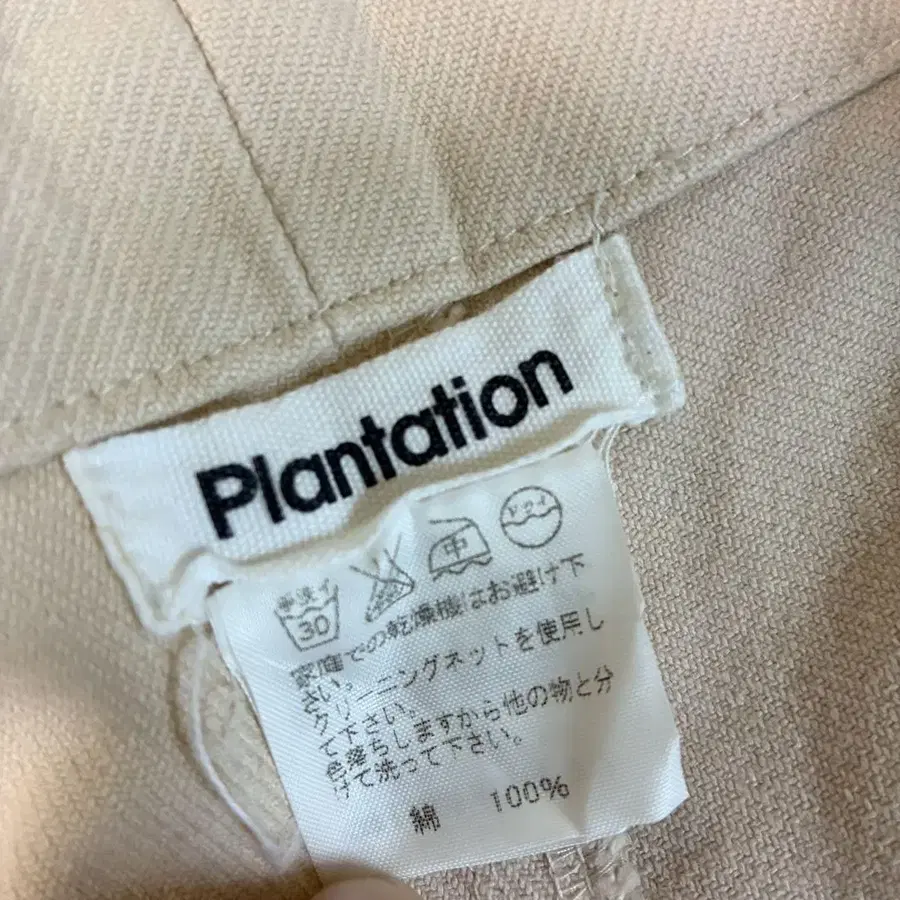 Plantation
手洗イ 30 中 ドライ
家庭での乾燥機はお避け下
さい。
クリーニングネットを使用し
て下さい。
色落ちしますから他の物と分
けて洗って下さい。
綿 100%